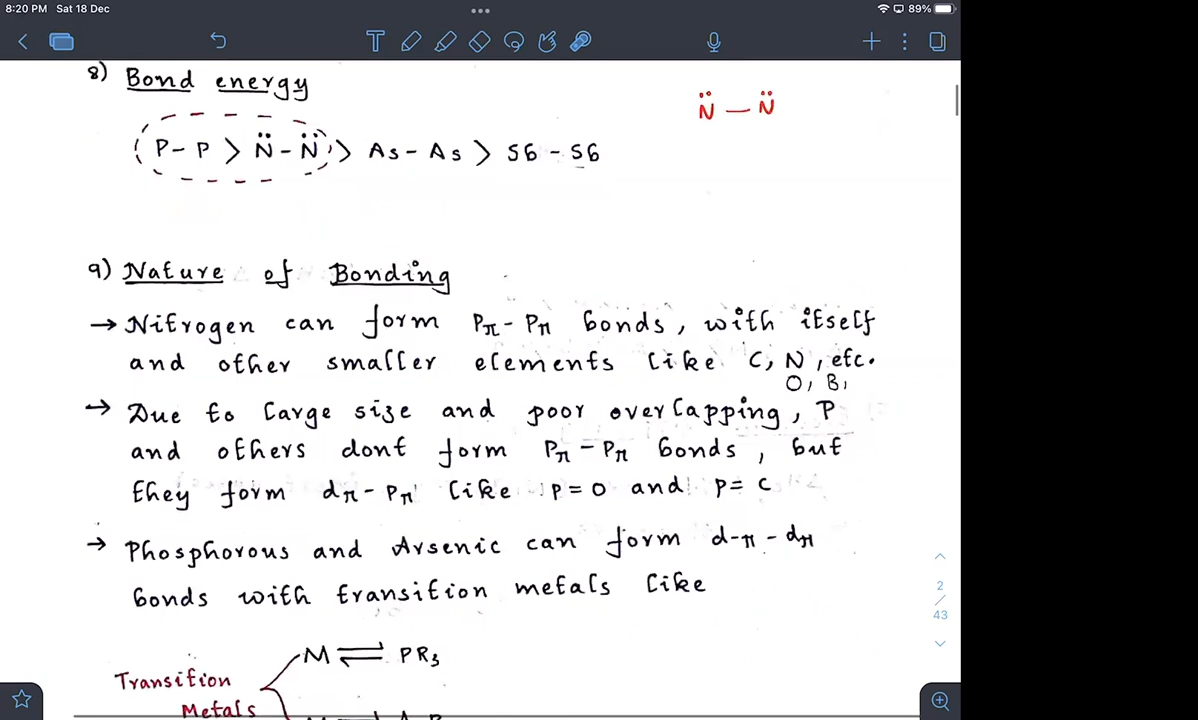 8:20 PM Sat 18 Dec
89%
8) Bond energy
N̈ — N̈
P - P > N̈ - N̈ > As - As > Sb - Sb
9) Nature of Bonding
→ Nitrogen can form Pπ - Pπ bonds, with itself
and other smaller elements like C, N, etc.
O, B,
→ Due to large size and poor overlapping, P
and others dont form Pπ - Pπ bonds, but
they form dπ - Pπ like P=O and P=C
→ Phosphorous and Arsenic can form d-π - dπ
bonds with transition metals like
2
/
43
M ⇌ PR₃
Transition
Metals